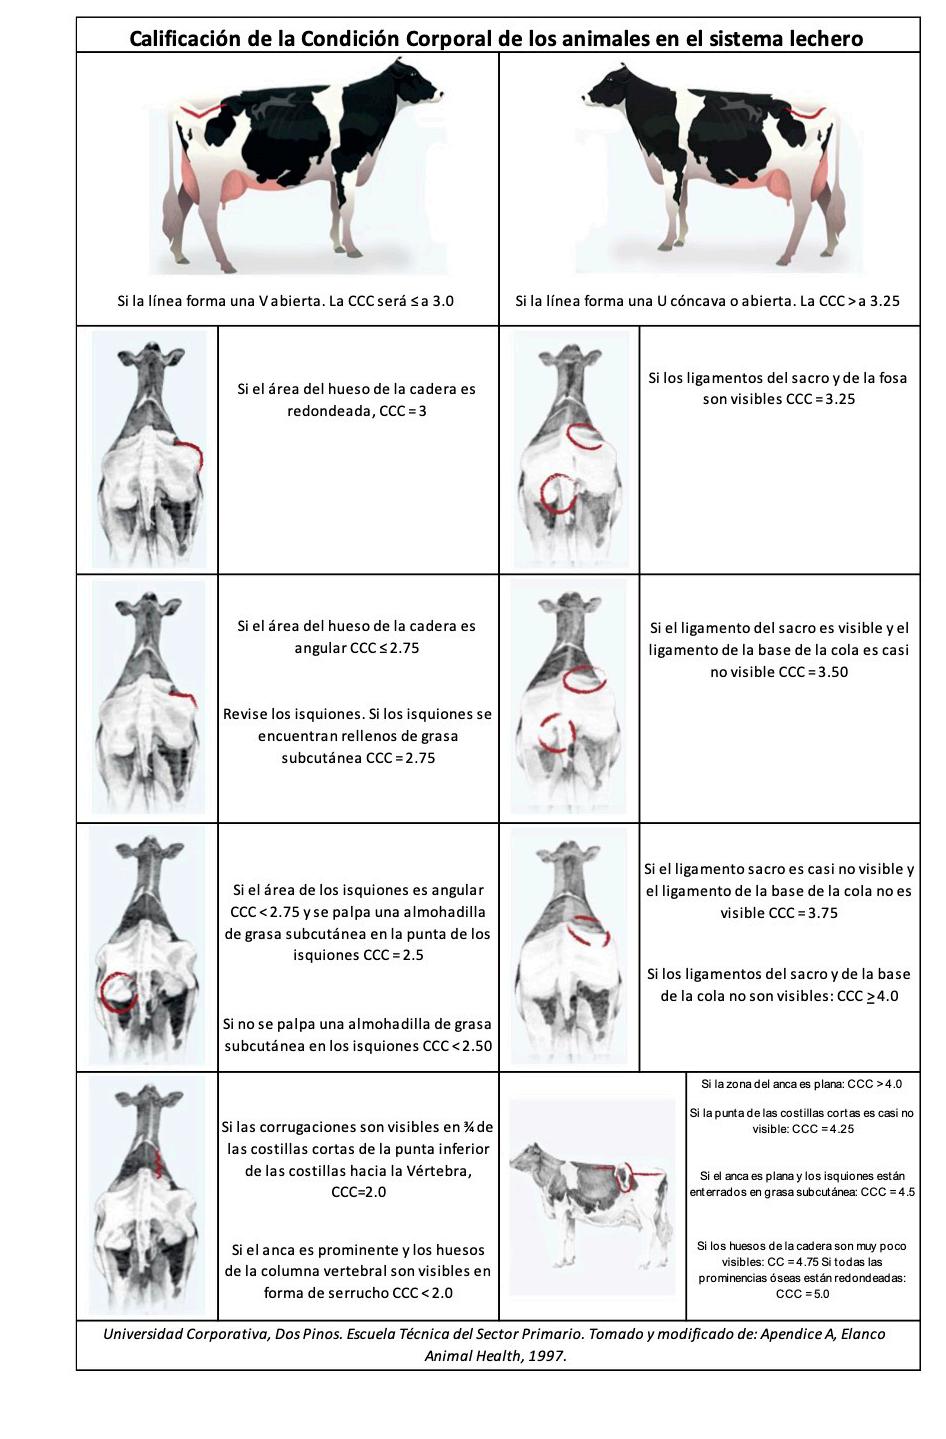 Calificación de la Condición Corporal de los animales en el sistema lechero
Si la línea forma una V abierta. La CCC será ≤ a 3.0
Si la línea forma una U cóncava o abierta. La CCC > a 3.25
Si el área del hueso de la cadera es
redondeada, CCC = 3
Si los ligamentos del sacro y de la fosa
son visibles CCC = 3.25
Si el área del hueso de la cadera es
angular CCC ≤ 2.75
Revise los isquiones. Si los isquiones se
encuentran rellenos de grasa
subcutánea CCC = 2.75
Si el ligamento del sacro es visible y el
ligamento de la base de la cola es casi
no visible CCC = 3.50
Si el área de los isquiones es angular
CCC < 2.75 y se palpa una almohadilla
de grasa subcutánea en la punta de los
isquiones CCC = 2.5
Si no se palpa una almohadilla de grasa
subcutánea en los isquiones CCC < 2.50
Si el ligamento sacro es casi no visible y
el ligamento de la base de la cola no es
visible CCC = 3.75
Si los ligamentos del sacro y de la base
de la cola no son visibles: CCC ≥ 4.0
Si las corrugaciones son visibles en ¾ de
las costillas cortas de la punta inferior
de las costillas hacia la Vértebra,
CCC=2.0
Si el anca es prominente y los huesos
de la columna vertebral son visibles en
forma de serrucho CCC < 2.0
Si la zona del anca es plana: CCC > 4.0
Si la punta de las costillas cortas es casi no
visible: CCC = 4.25
Si el anca es plana y los isquiones están
enterrados en grasa subcutánea: CCC = 4.5
Si los huesos de la cadera son muy poco
visibles: CC = 4.75 Si todas las
prominencias óseas están redondeadas:
CCC = 5.0
Universidad Corporativa, Dos Pinos. Escuela Técnica del Sector Primario. Tomado y modificado de: Apendice A, Elanco
Animal Health, 1997.